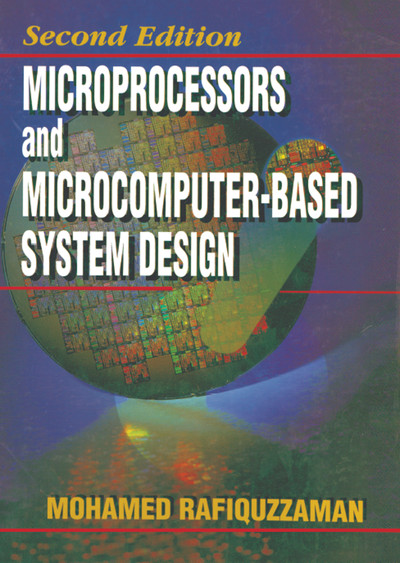 Second Edition
MICROPROCESSORS
and
MICROCOMPUTER-BASED
SYSTEM DESIGN
MOHAMED RAFIQUZZAMAN